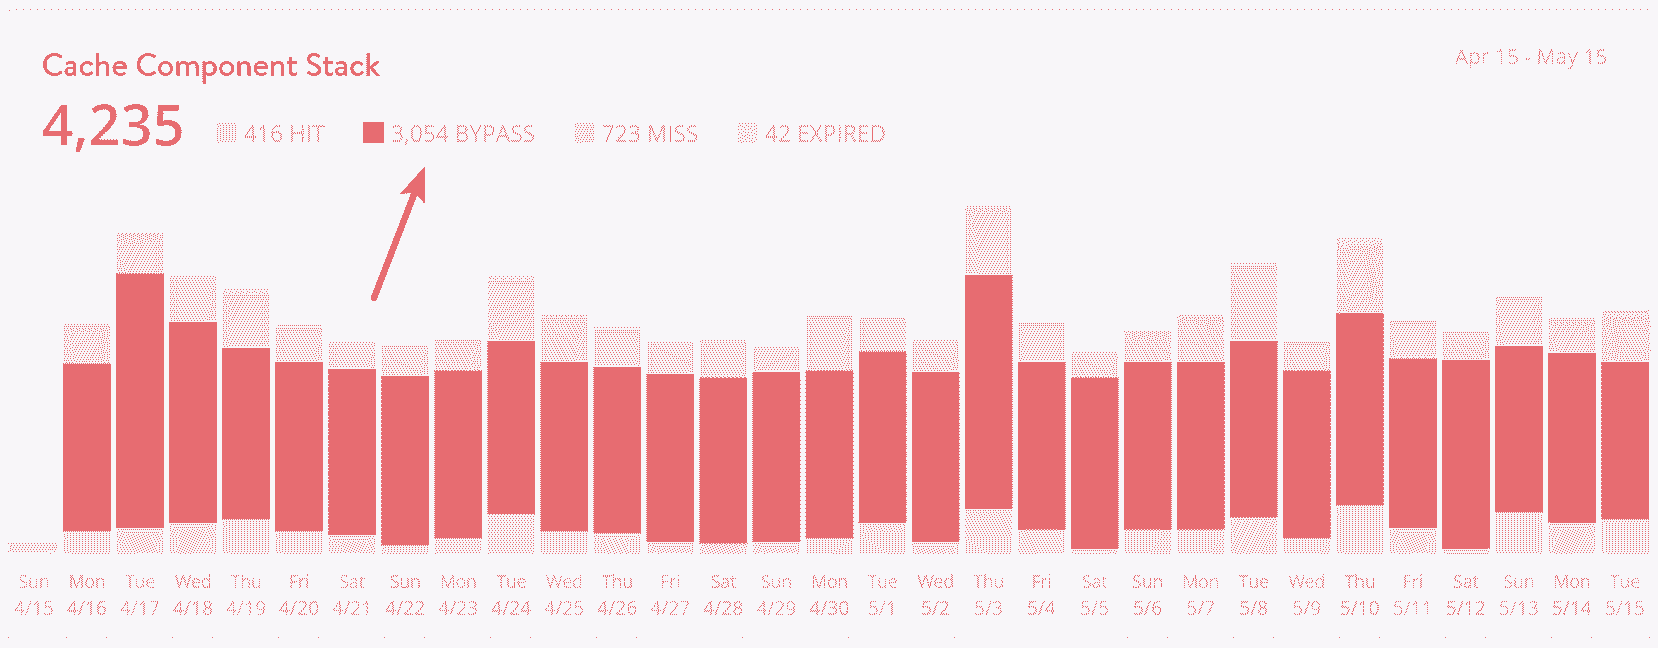 Cache Component Stack
Apr 15 - May 15
4,235
416 HIT
3,054 BYPASS
723 MISS
42 EXPIRED
Sun Mon Tue Wed Thu Fri Sat Sun Mon Tue Wed Thu Fri Sat Sun Mon Tue Wed Thu Fri Sat Sun Mon Tue Wed Thu Fri Sat Sun Mon Tue
4/15 4/16 4/17 4/18 4/19 4/20 4/21 4/22 4/23 4/24 4/25 4/26 4/27 4/28 4/29 4/30 5/1 5/2 5/3 5/4 5/5 5/6 5/7 5/8 5/9 5/10 5/11 5/12 5/13 5/14 5/15